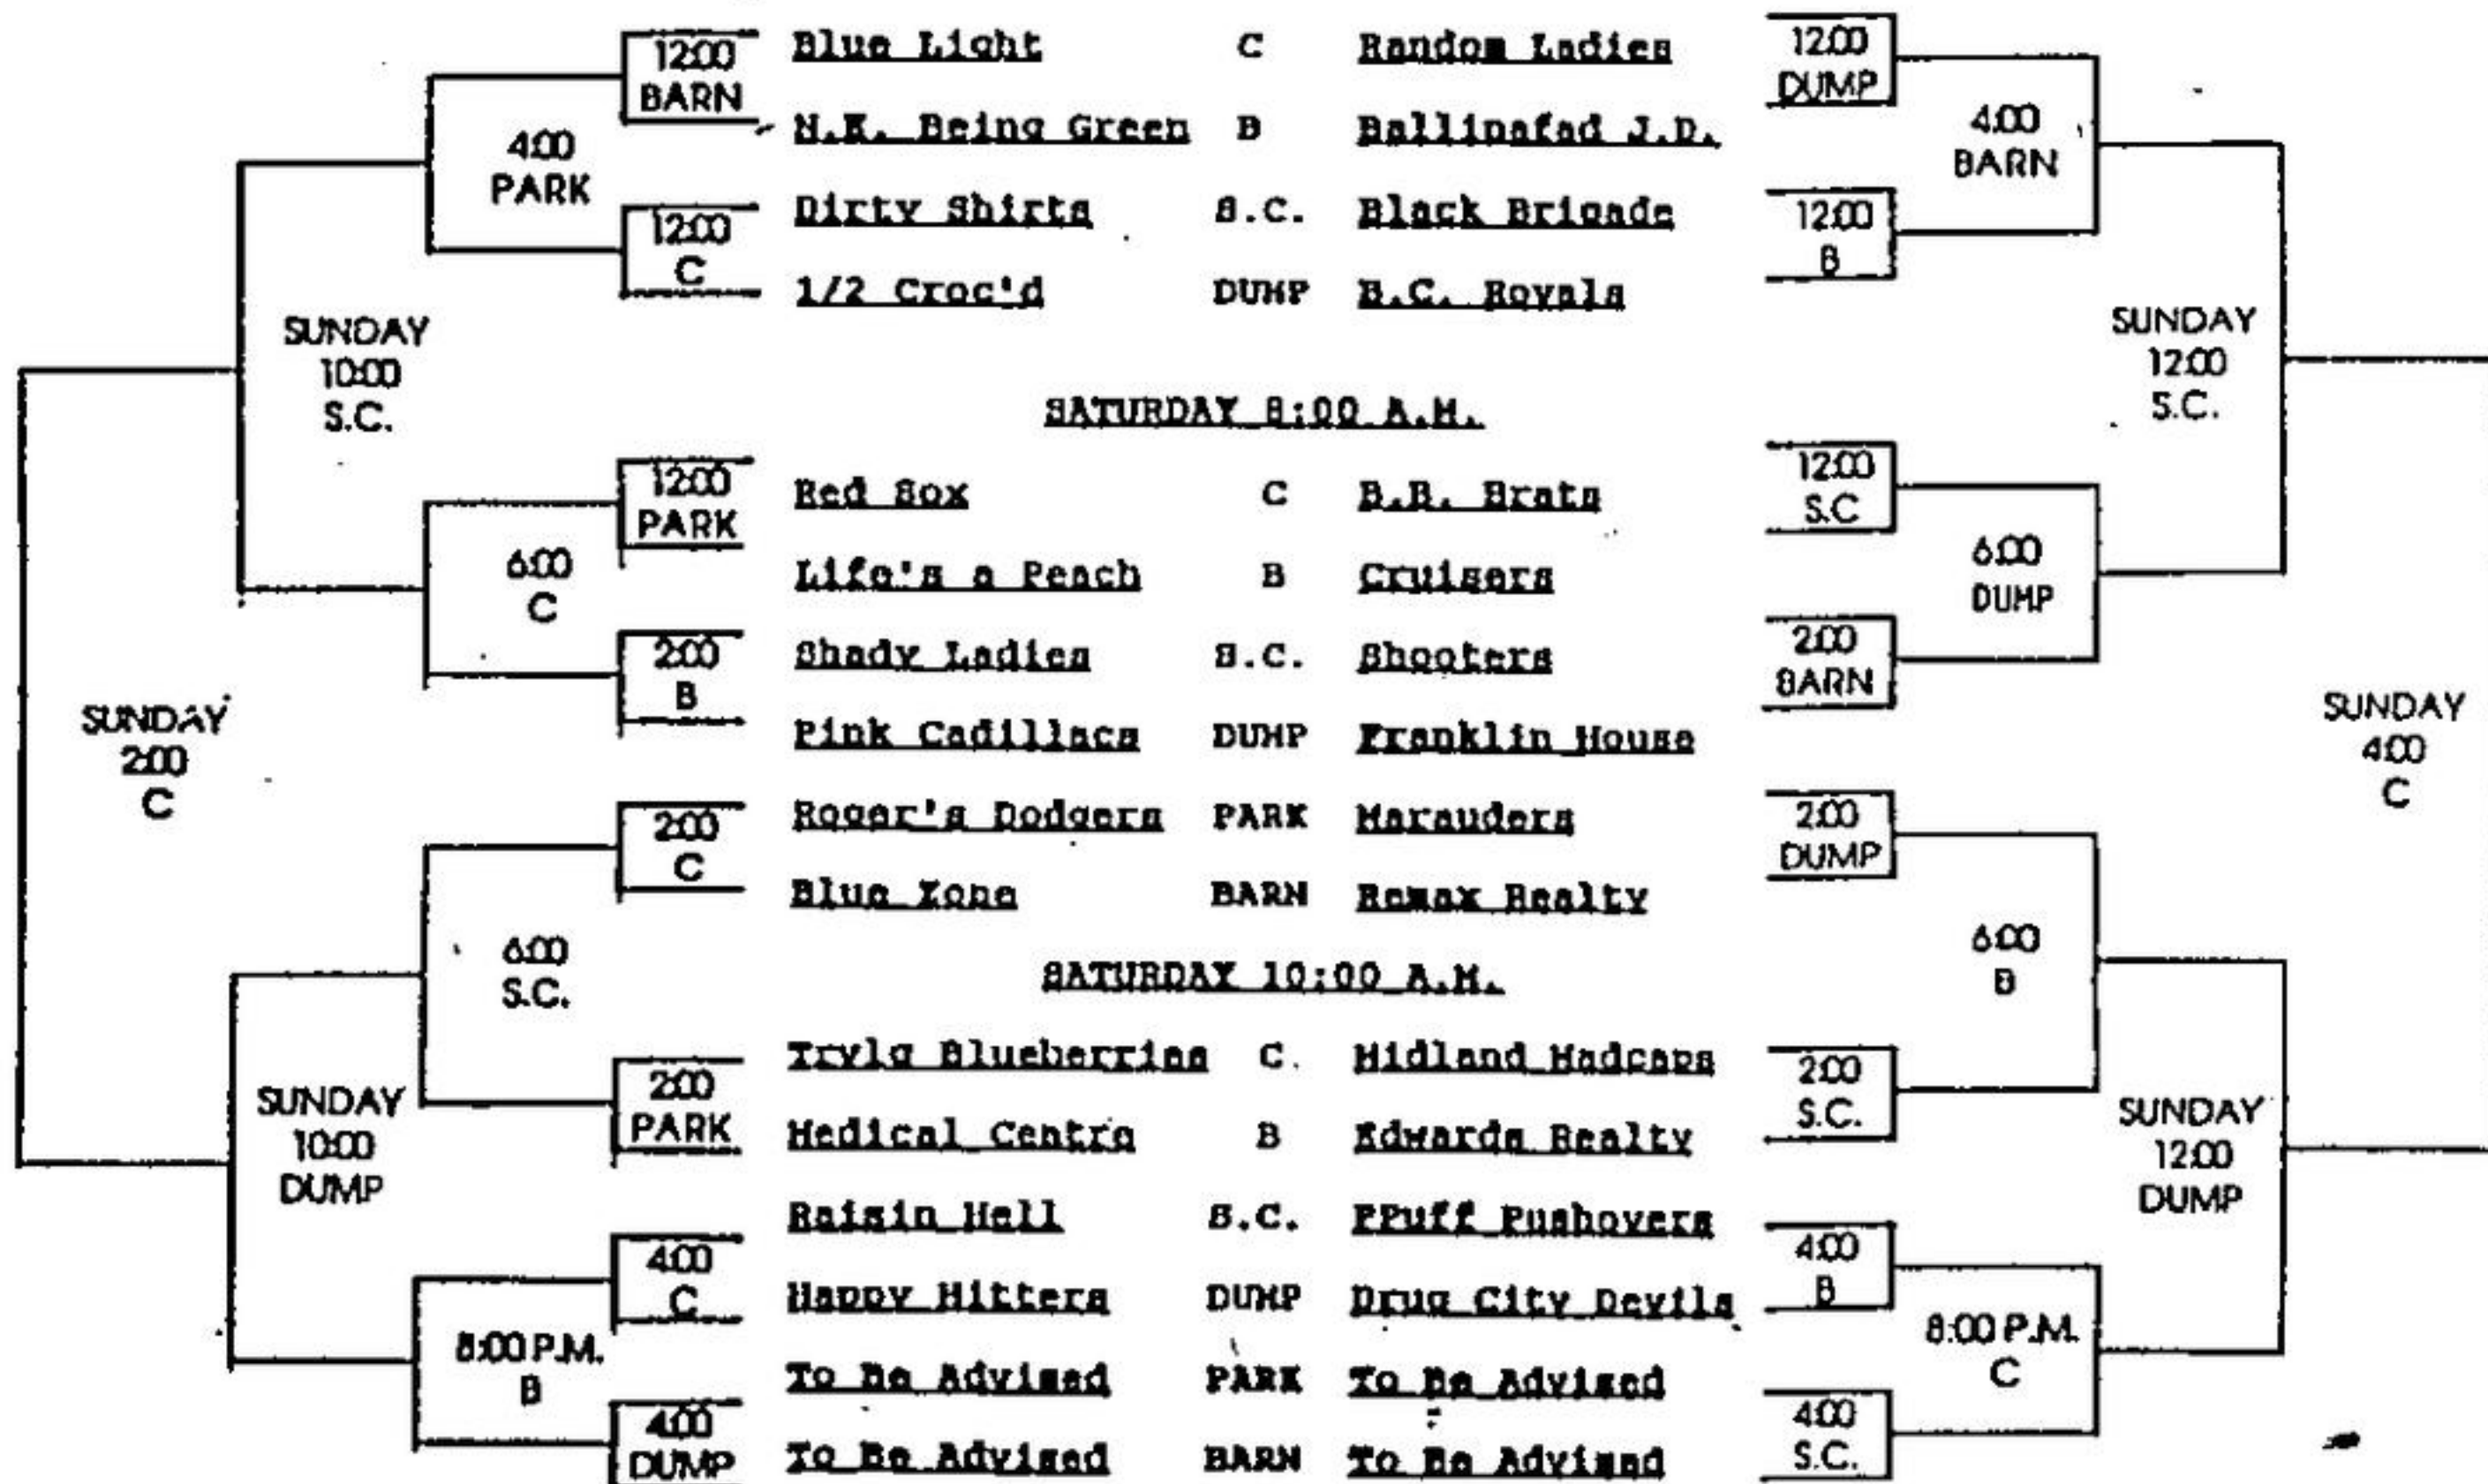 12:00 BARN Blue Light C Random Ladies 12:00 DUMP
N.E. Being Green B Ballinafad J.D.
4:00 PARK
4:00 BARN
12:00 C Dirty Shirts S.C. Black Brigade 12:00 B
1/2 Croc'd DUMP B.C. Royals
SUNDAY 10:00 S.C.
SUNDAY 12:00 S.C.
SATURDAY 8:00 A.M.
12:00 PARK Red Sox C B.B. Brats 12:00 S.C
Life's a Peach B Cruisers
6:00 C
6:00 DUMP
2:00 B Shady Ladies S.C. Shooters 2:00 BARN
Pink Cadillacs DUMP Franklin House
SUNDAY 2:00 C
SUNDAY 4:00 C
2:00 C Roger's Dodgers PARK Marauders 2:00 DUMP
Blue Zone BARN Remax Realty
6:00 S.C.
6:00 B
SATURDAY 10:00 A.M.
2:00 PARK Trylg Blueberries C. Midland Madcaps 2:00 S.C.
Medical Centre B Edwards Realty
SUNDAY 10:00 DUMP
SUNDAY 12:00 DUMP
4:00 C Raisin Hell S.C. PPuff Pushovers 4:00 B
Happy Hitters DUMP Drug City Devils
8:00 P.M. B
8:00 P.M. C
4:00 DUMP To Be Advised PARK To Be Advised 4:00 S.C.
To Be Advised BARN To Be Advised